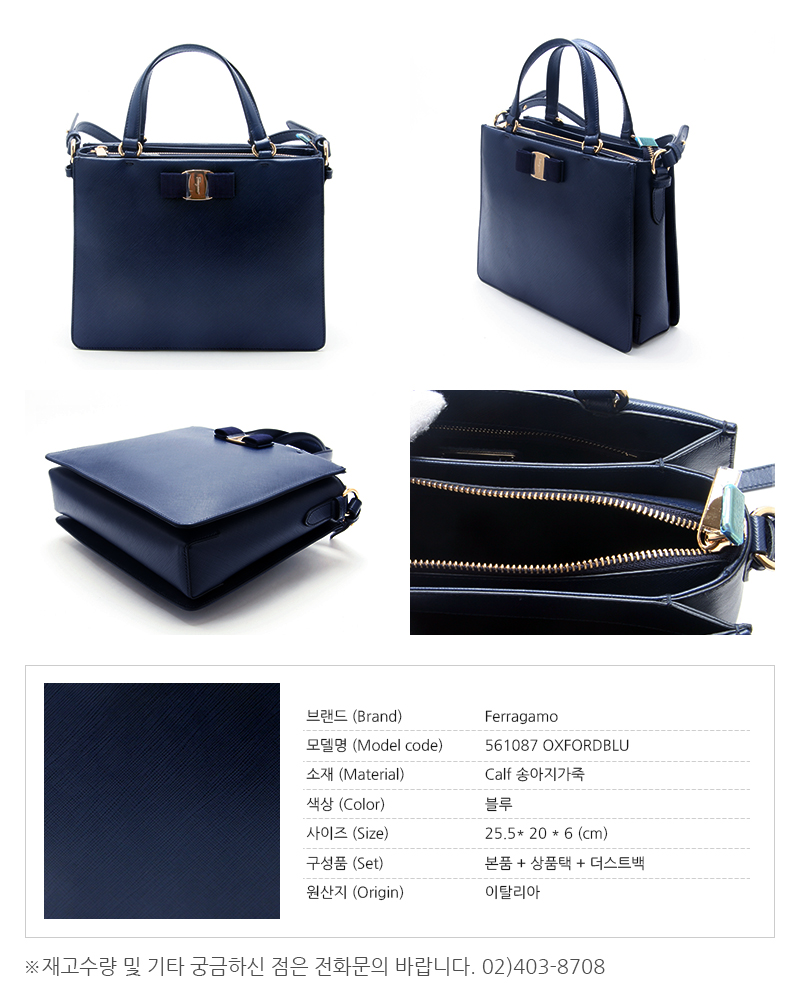 브랜드 (Brand) Ferragamo
모델명 (Model code) 561087 OXFORDBLU
소재 (Material) Calf 송아지가죽
색상 (Color) 블루
사이즈 (Size) 25.5* 20 * 6 (cm)
구성품 (Set) 본품 + 상품택 + 더스트백
원산지 (Origin) 이탈리아
※재고수량 및 기타 궁금하신 점은 전화문의 바랍니다. 02)403-8708